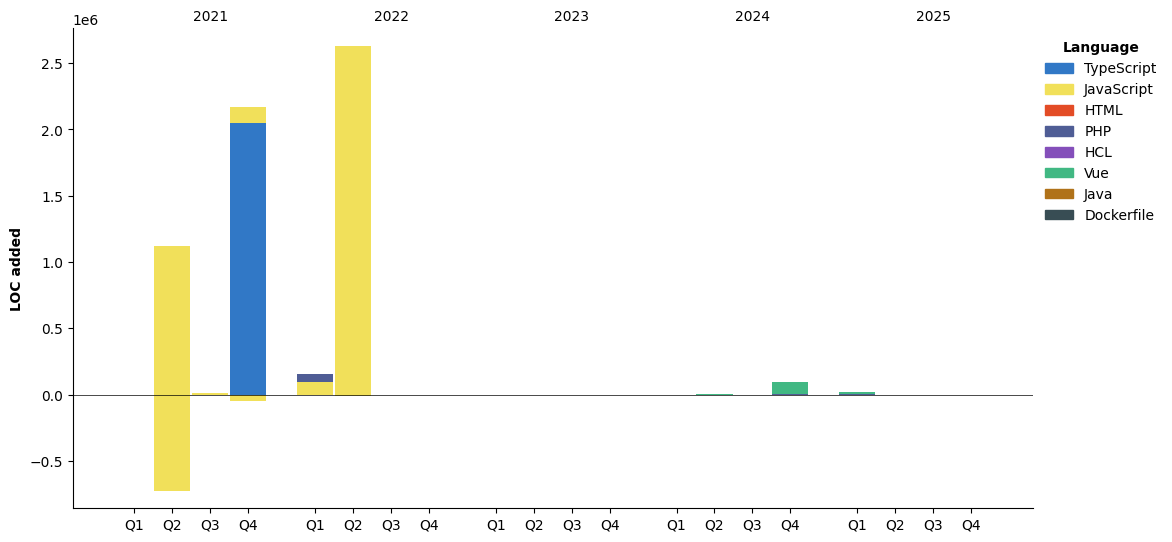 1e6
2021 2022 2023 2024 2025
Language
TypeScript
JavaScript
HTML
PHP
HCL
Vue
Java
Dockerfile
LOC added
2.5
2.0
1.5
1.0
0.5
0.0
−0.5
Q1 Q2 Q3 Q4 Q1 Q2 Q3 Q4 Q1 Q2 Q3 Q4 Q1 Q2 Q3 Q4 Q1 Q2 Q3 Q4